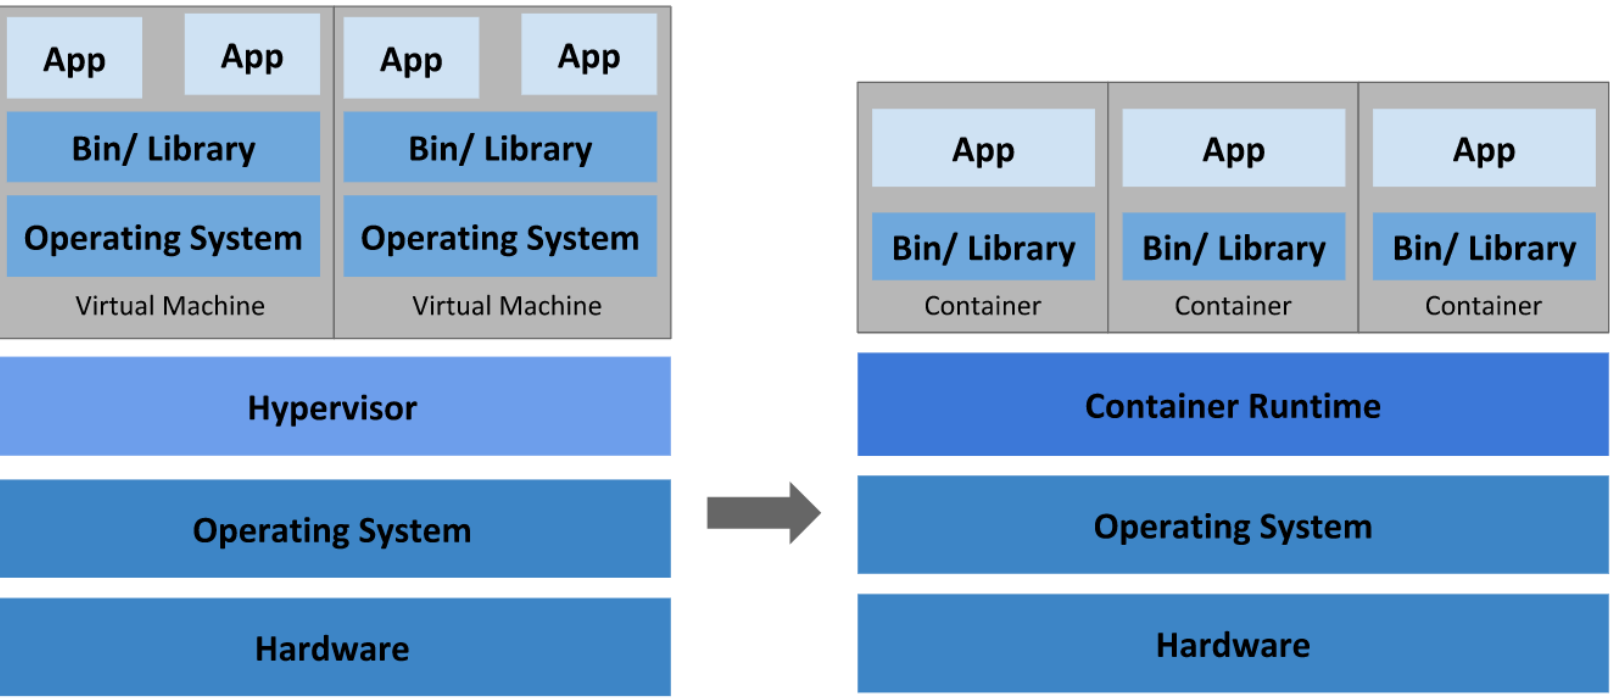 App
App
App
App
Bin/ Library
Bin/ Library
Operating System
Operating System
Virtual Machine
Virtual Machine
Hypervisor
Operating System
Hardware
App
App
App
Bin/ Library
Bin/ Library
Bin/ Library
Container
Container
Container
Container Runtime
Operating System
Hardware